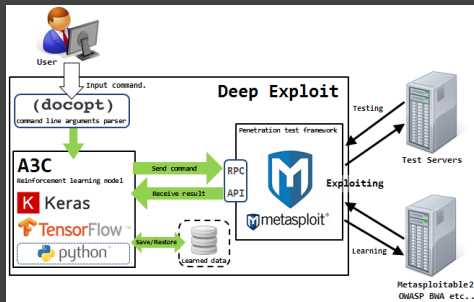 User
Input command.
(docopt)
command line arguments parser
Deep Exploit
A3C
Reinforcement learning model
K Keras
TensorFlow™
python™
Send command
Receive result
Save/Restore
Learned data
RPC
API
Penetration test framework
metasploit®
Testing
Exploiting
Learning
Test Servers
Metasploitable2
OWASP BWA etc..